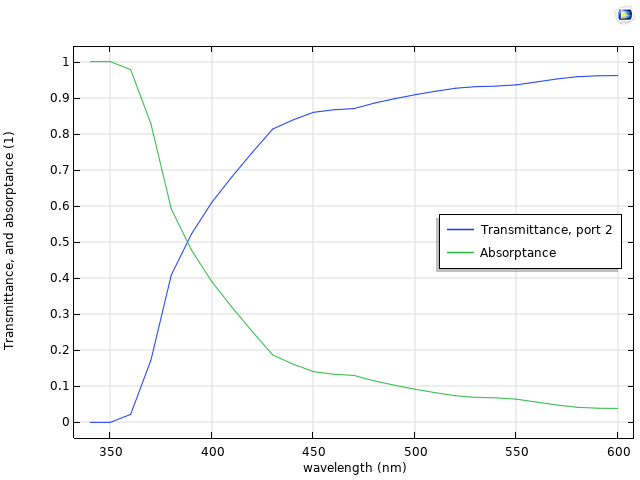 Transmittance, and absorptance (1)
1
0.9
0.8
0.7
0.6
0.5
0.4
0.3
0.2
0.1
0
Transmittance, port 2
Absorptance
350 400 450 500 550 600
wavelength (nm)